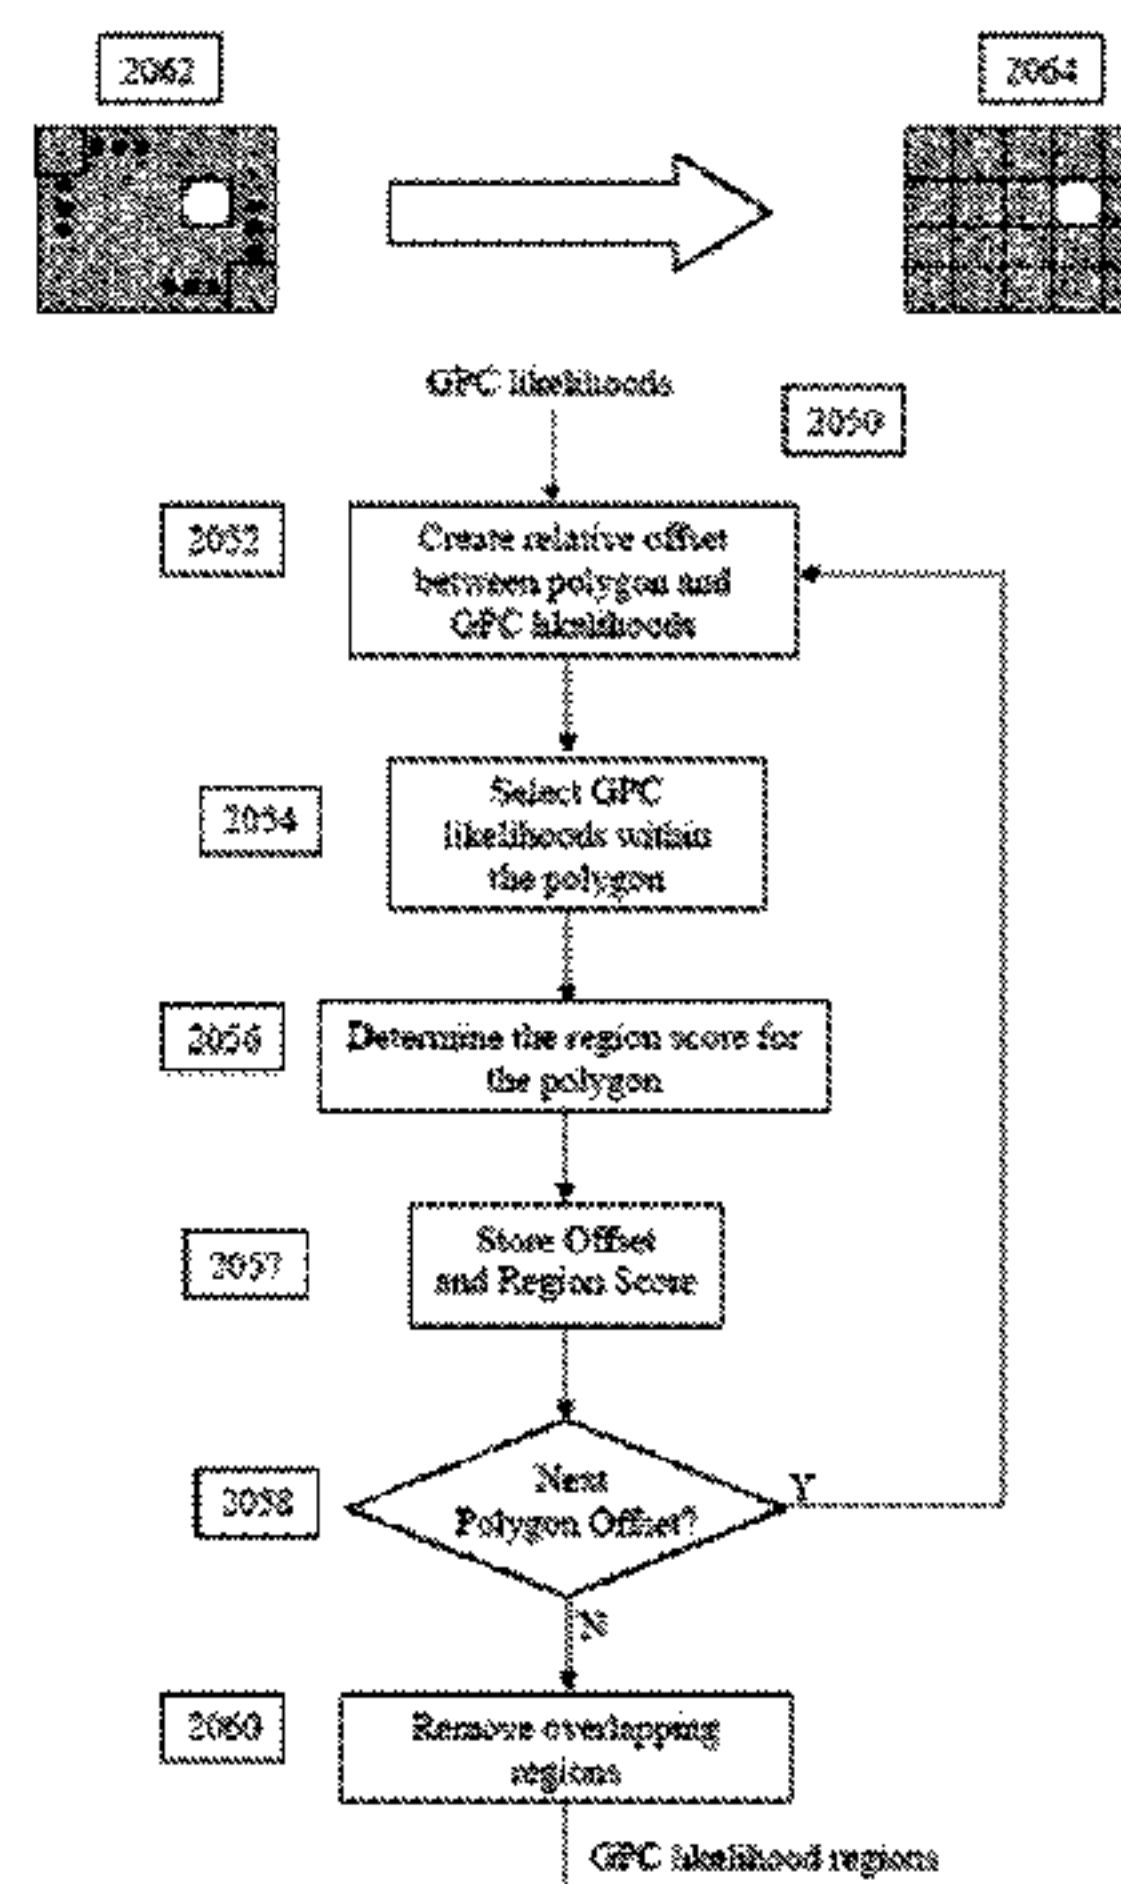 2062
2064
GPC likelihoods
2050
2052
Create relative offset
between polygon and
GPC likelihoods
2054
Select GPC
likelihoods within
the polygon
2056
Determine the region score for
the polygon
2057
Store Offset
and Region Score
2058
Next
Polygon Offset?
Y
N
2060
Remove overlapping
regions
GPC likelihood regions